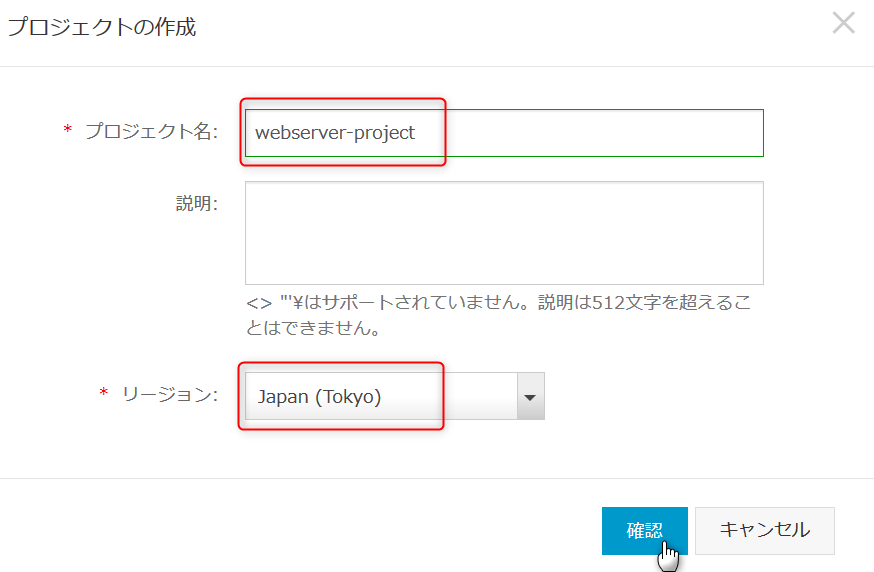 プロジェクトの作成
* プロジェクト名: webserver-project
説明:
<> "'¥はサポートされていません。説明は512文字を超えるこ
とはできません。
* リージョン: Japan (Tokyo)
確認 キャンセル